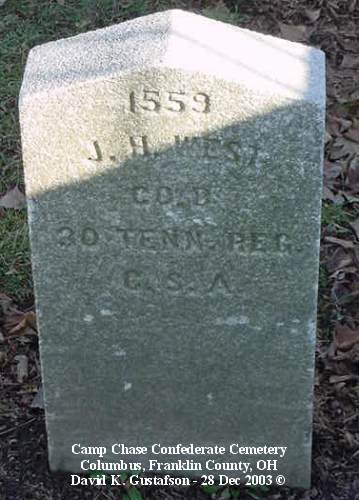 1559
J. H. WEST
CO. D
30 TENN. REG.
C. S. A.
Camp Chase Confederate Cemetery
Columbus, Franklin County, OH
David K. Gustafson - 28 Dec 2003 ©